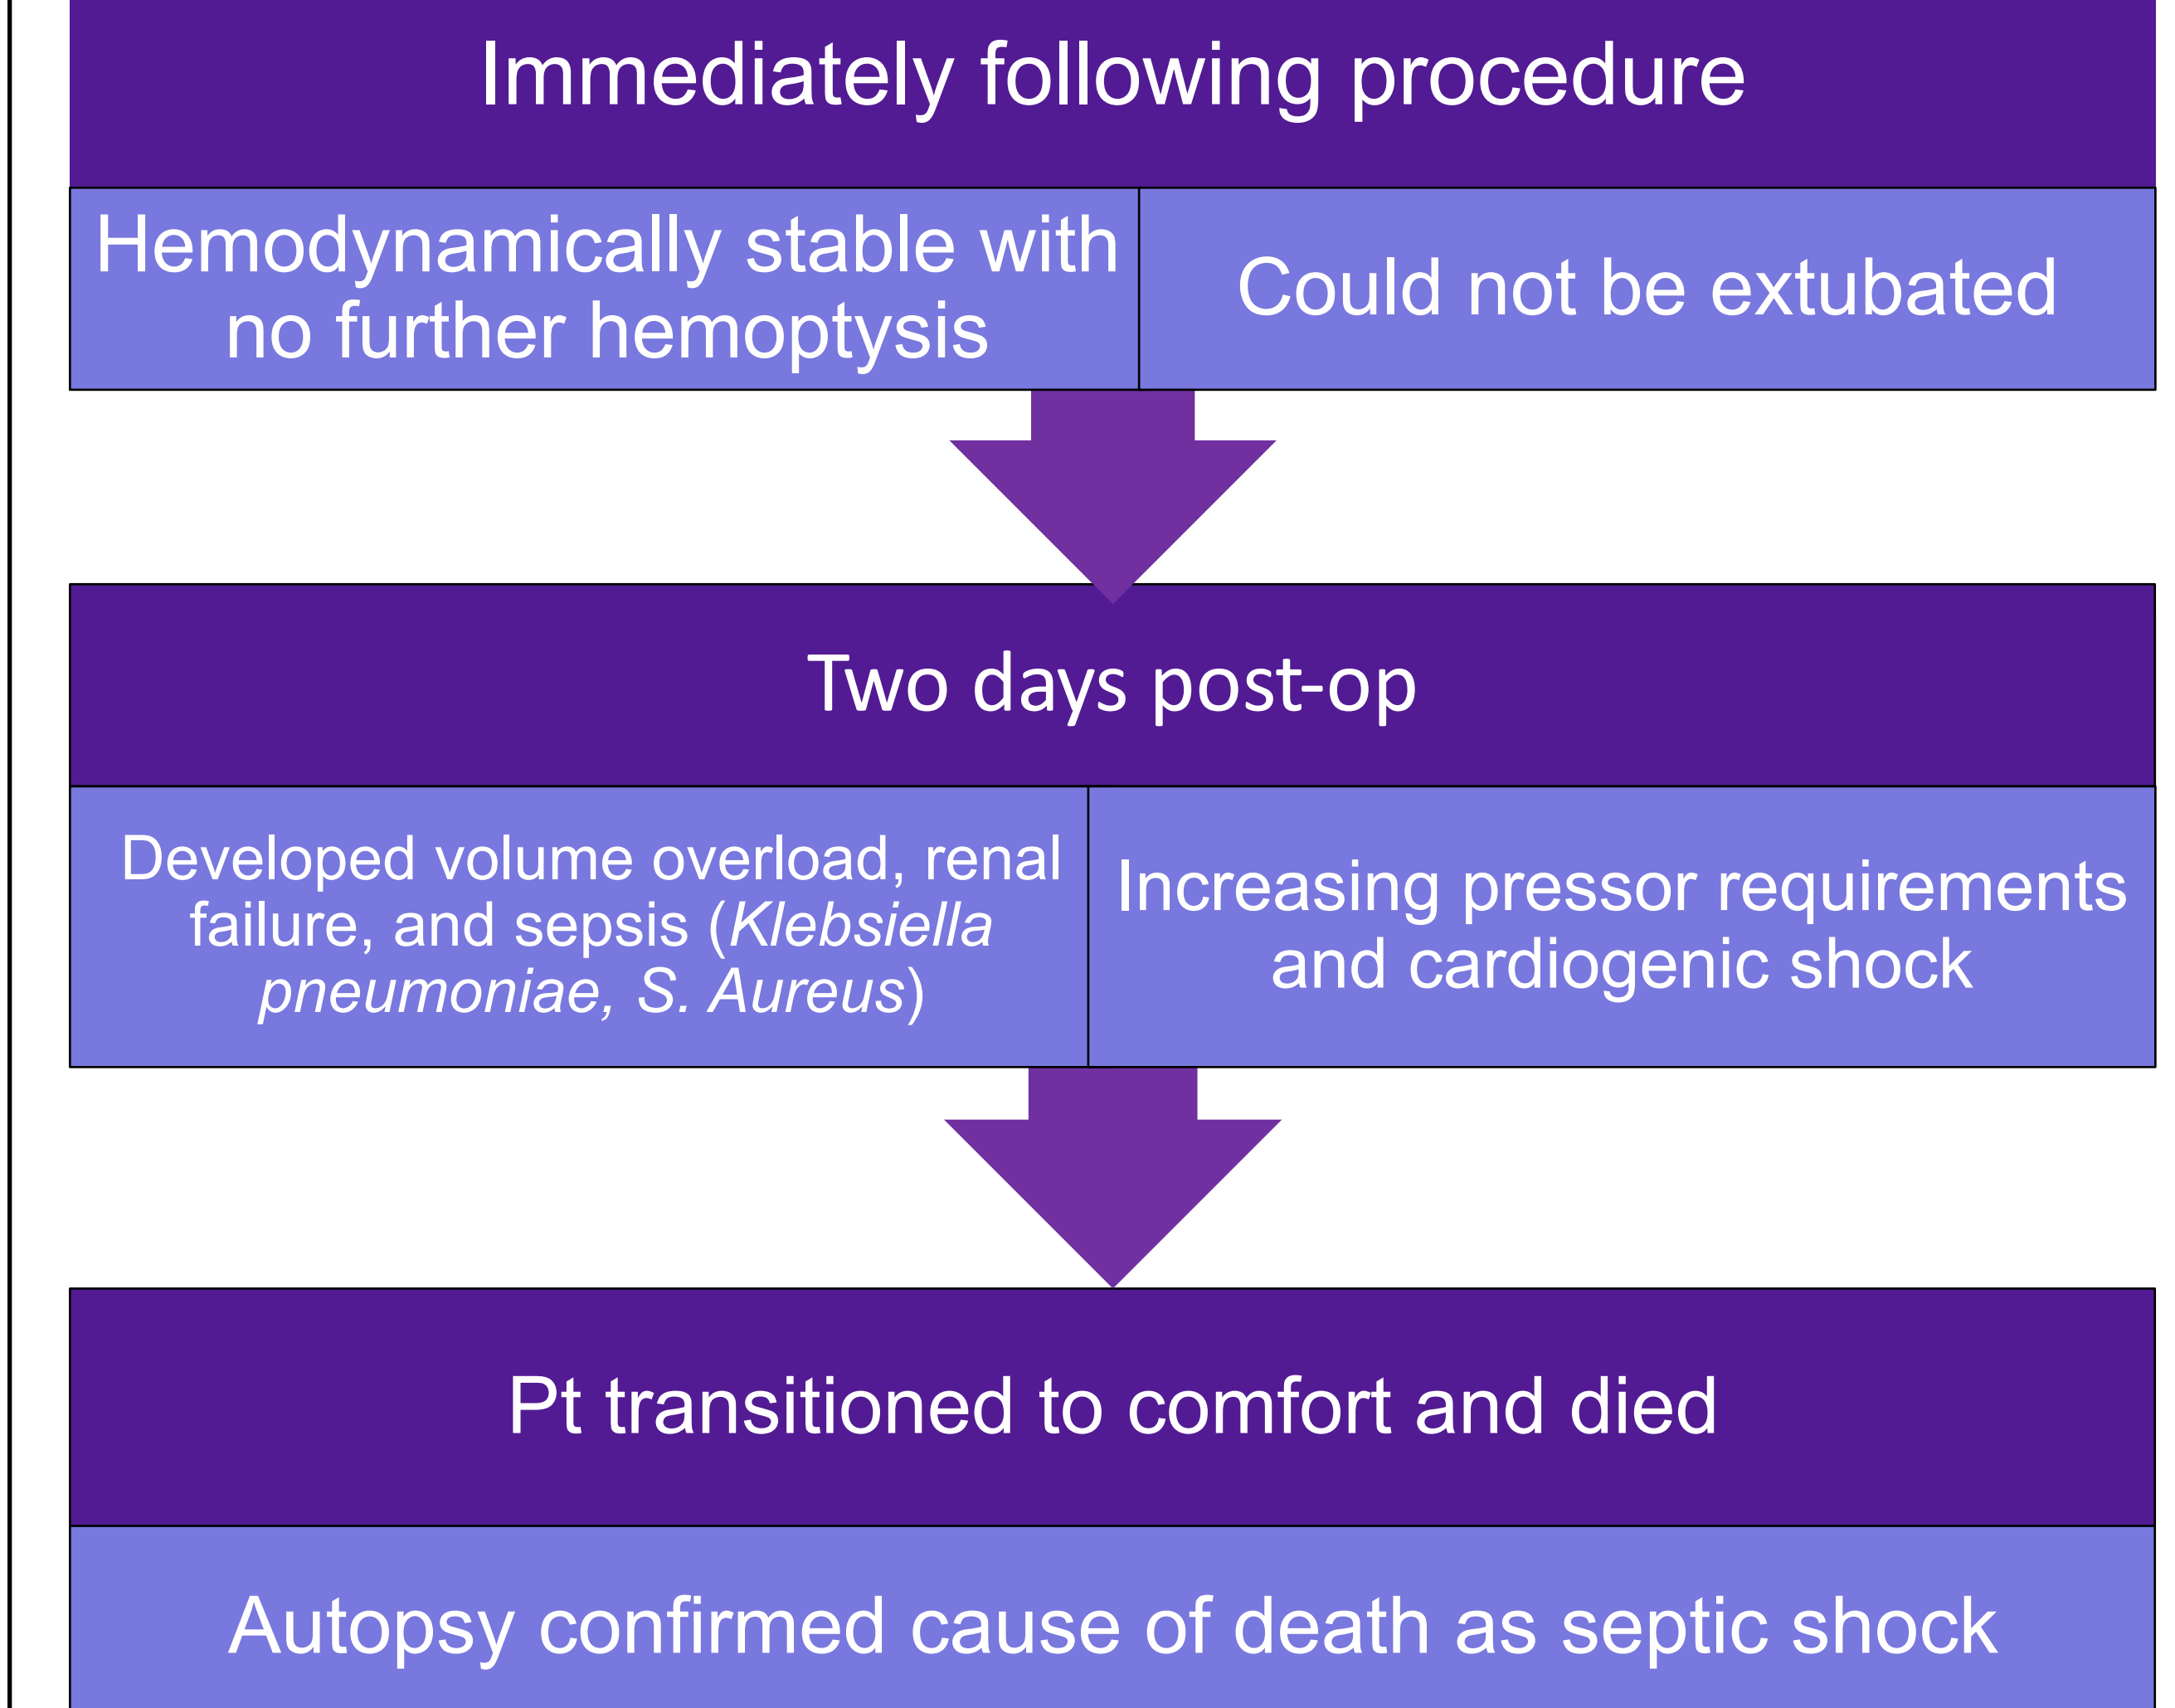 Immediately following procedure
Hemodynamically stable with
no further hemoptysis
Could not be extubated
Two days post-op
Developed volume overload, renal
failure, and sepsis (Klebsiella
pneumoniae, S. Aureus)
Increasing pressor requirements
and cardiogenic shock
Pt transitioned to comfort and died
Autopsy confirmed cause of death as septic shock